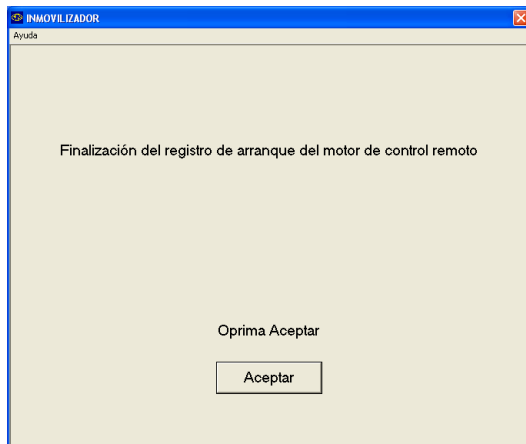 INMOVILIZADOR
Ayuda
Finalización del registro de arranque del motor de control remoto
Oprima Aceptar
Aceptar